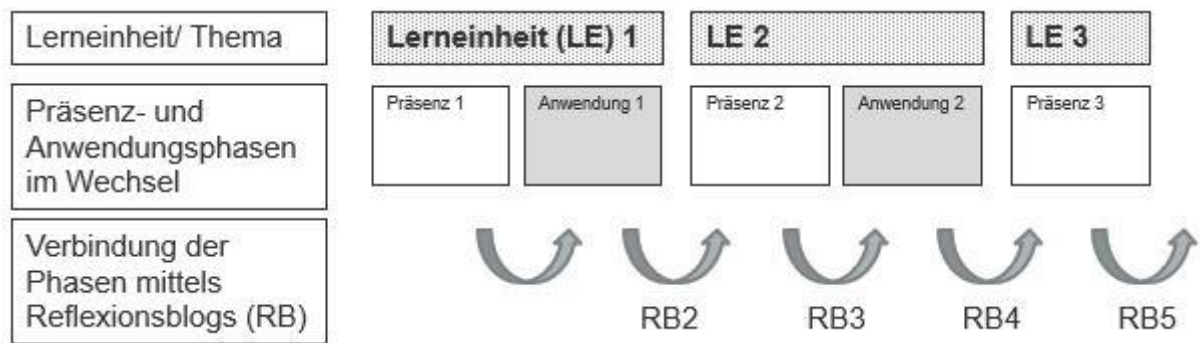 Lerneinheit/ Thema
Lerneinheit (LE) 1
LE 2
LE 3
Präsenz- und
Anwendungsphasen
im Wechsel
Präsenz 1
Anwendung 1
Präsenz 2
Anwendung 2
Präsenz 3
Verbindung der
Phasen mittels
Reflexionsblogs (RB)
RB2
RB3
RB4
RB5